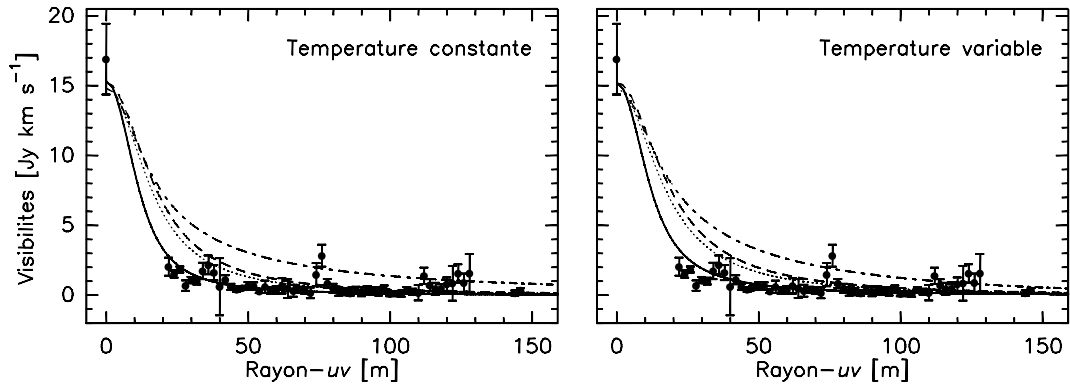 Temperature constante
Temperature variable
20
15
10
5
0
Visibilites [Jy km s−1]
0
50
100
150
0
50
100
150
Rayon−uv [m]
Rayon−uv [m]